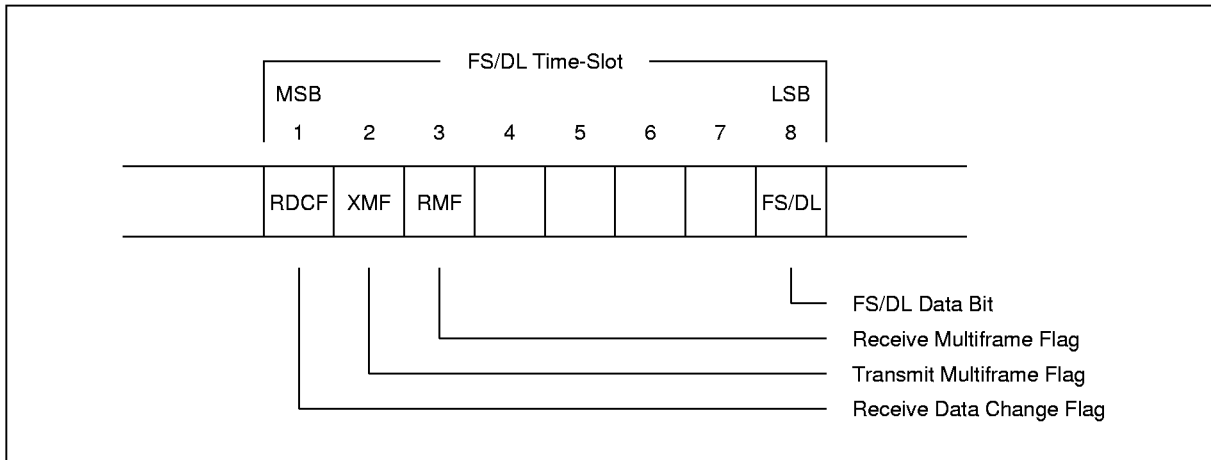 FS/DL Time-Slot
MSB LSB
1 2 3 4 5 6 7 8
RDCF XMF RMF FS/DL
FS/DL Data Bit
Receive Multiframe Flag
Transmit Multiframe Flag
Receive Data Change Flag